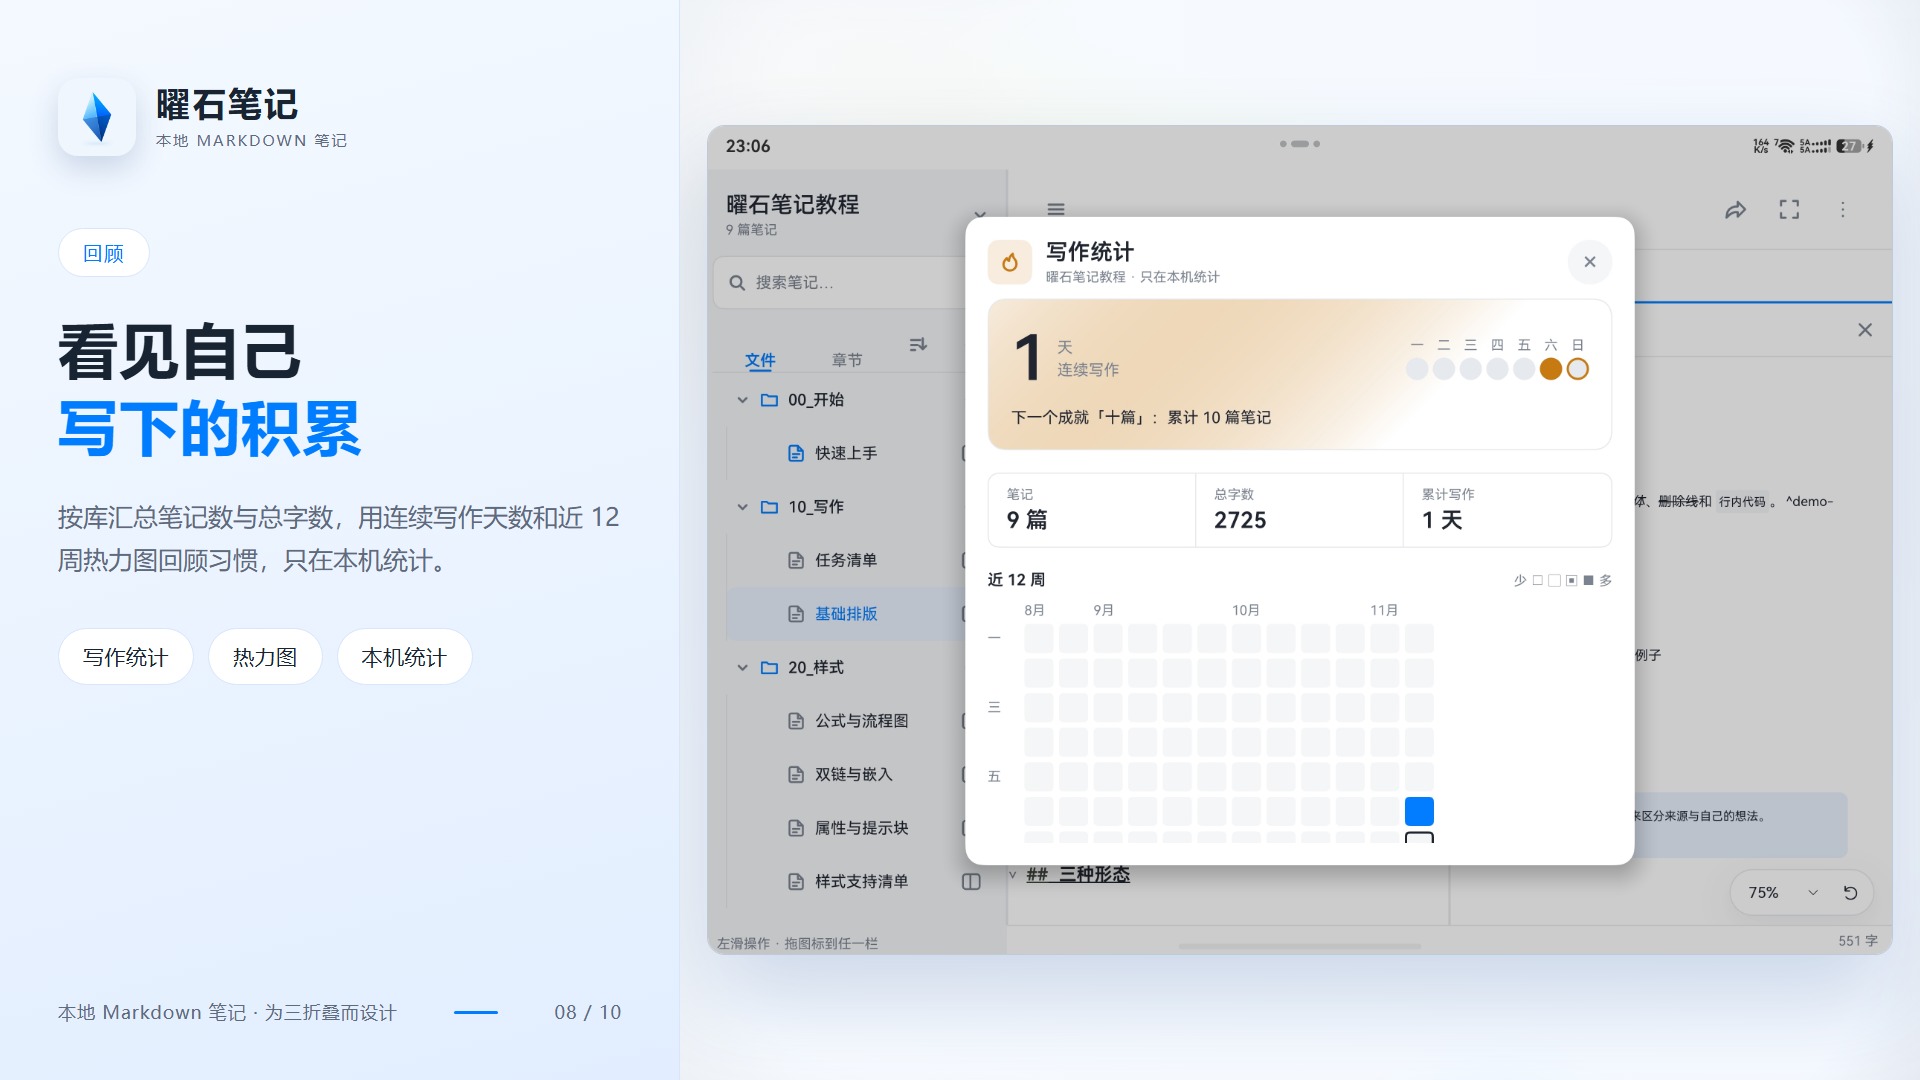 曜石笔记
本地 MARKDOWN 笔记
回顾
看见自己
写下的积累
按库汇总笔记数与总字数，用连续写作天数和近 12
周热力图回顾习惯，只在本机统计。
写作统计
热力图
本机统计
本地 Markdown 笔记 · 为三折叠而设计
08 / 10
23:06
164 K/s
27
曜石笔记教程
9 篇笔记
搜索笔记...
文件
章节
00_开始
快速上手
10_写作
任务清单
基础排版
20_样式
公式与流程图
双链与嵌入
属性与提示块
样式支持清单
左滑操作 · 拖图标到任一栏
写作统计
曜石笔记教程 · 只在本机统计
1 天
连续写作
一 二 三 四 五 六 日
下一个成就「十篇」：累计 10 篇笔记
笔记
9 篇
总字数
2725
累计写作
1 天
近 12 周
少 多
8月 9月 10月 11月
一
三
五
体、删除线和 行内代码 。 ^demo-
例子
来区分来源与自己的想法。
## 三种形态
75%
551 字